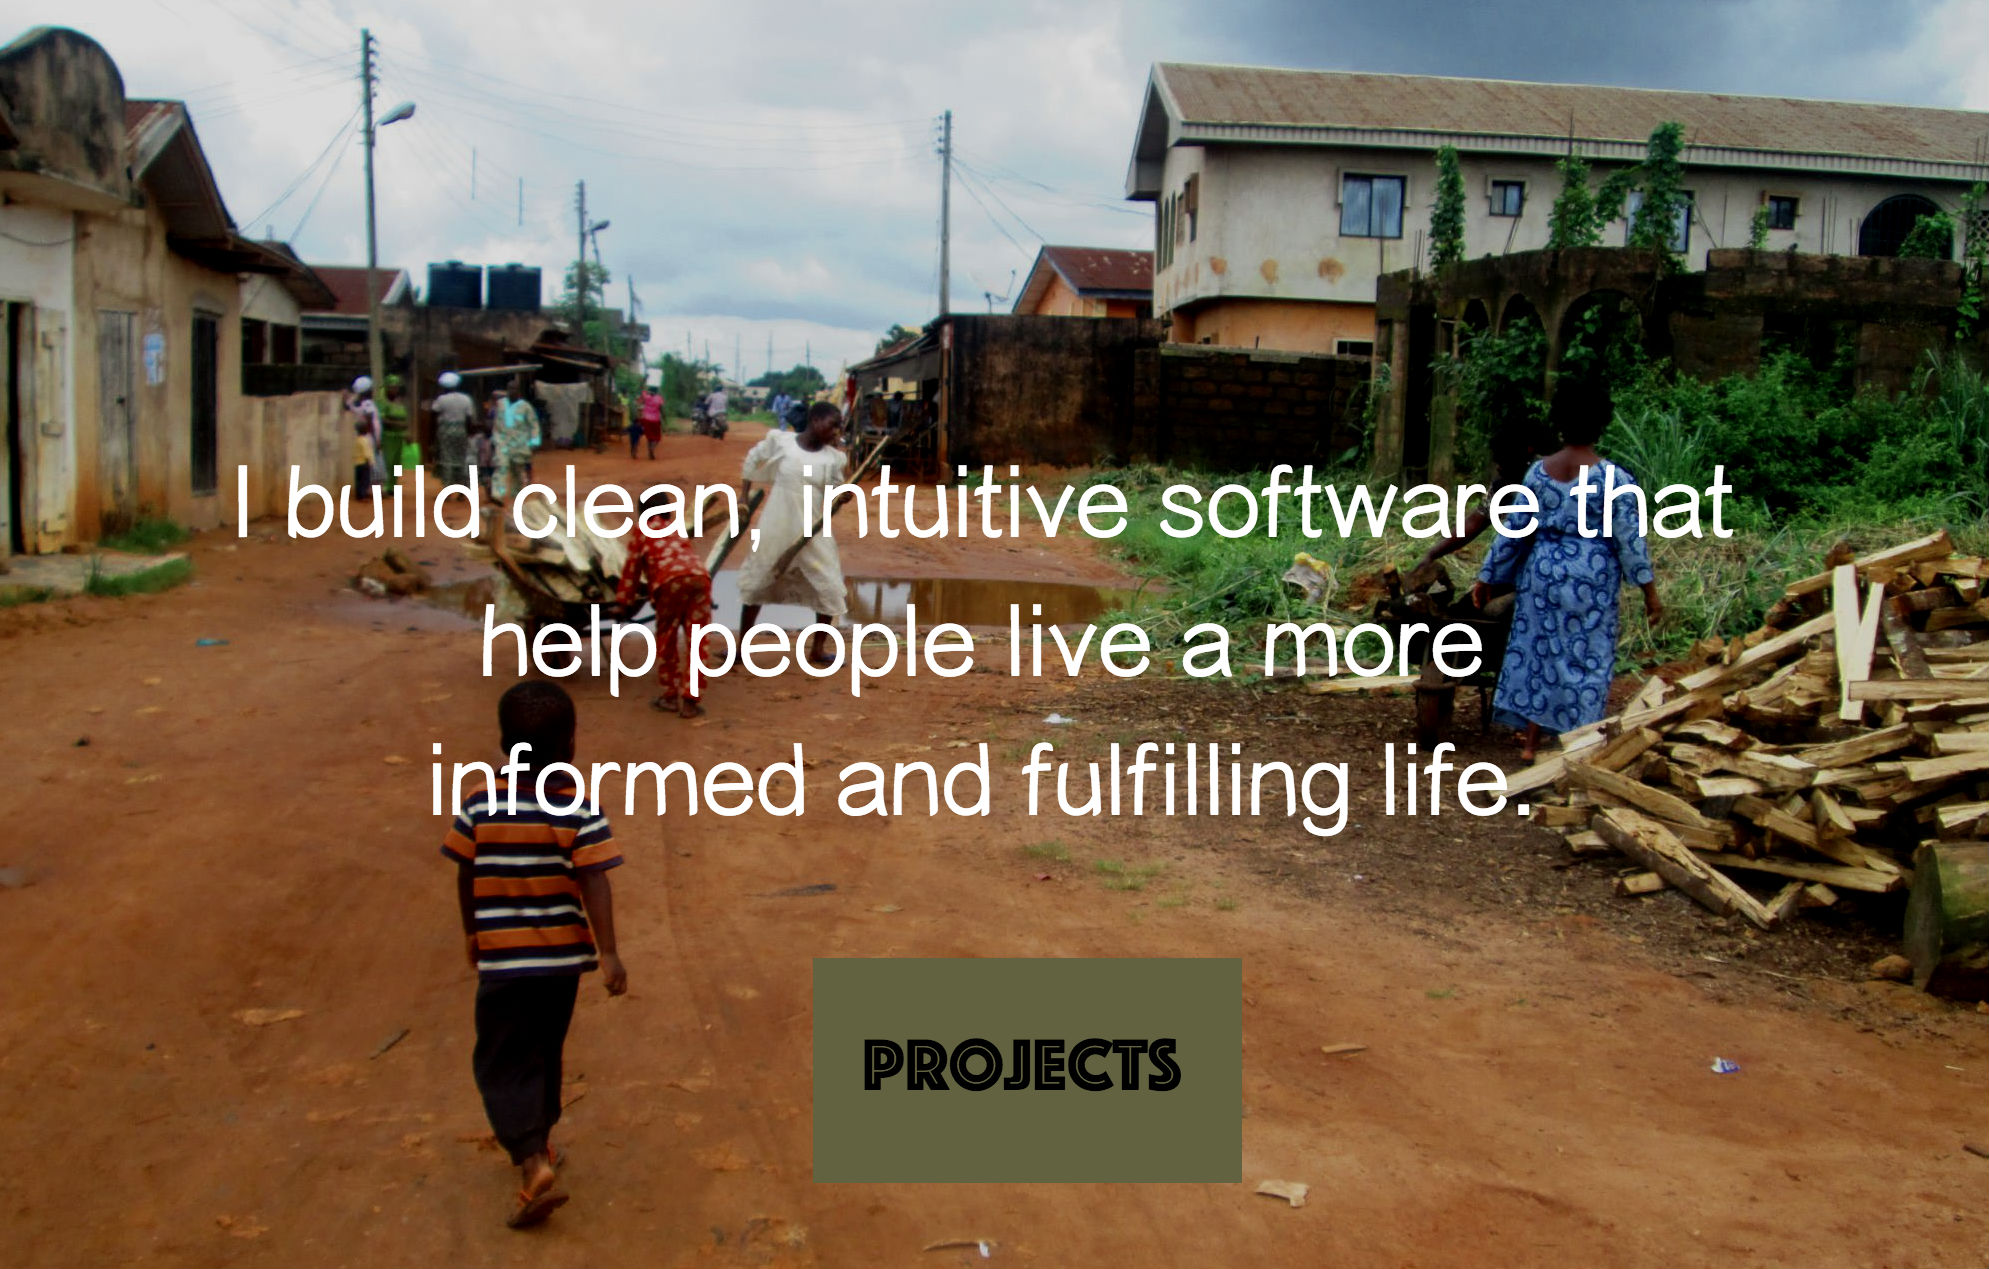 I build clean, intuitive software that
help people live a more
informed and fulfilling life.
PROJECTS